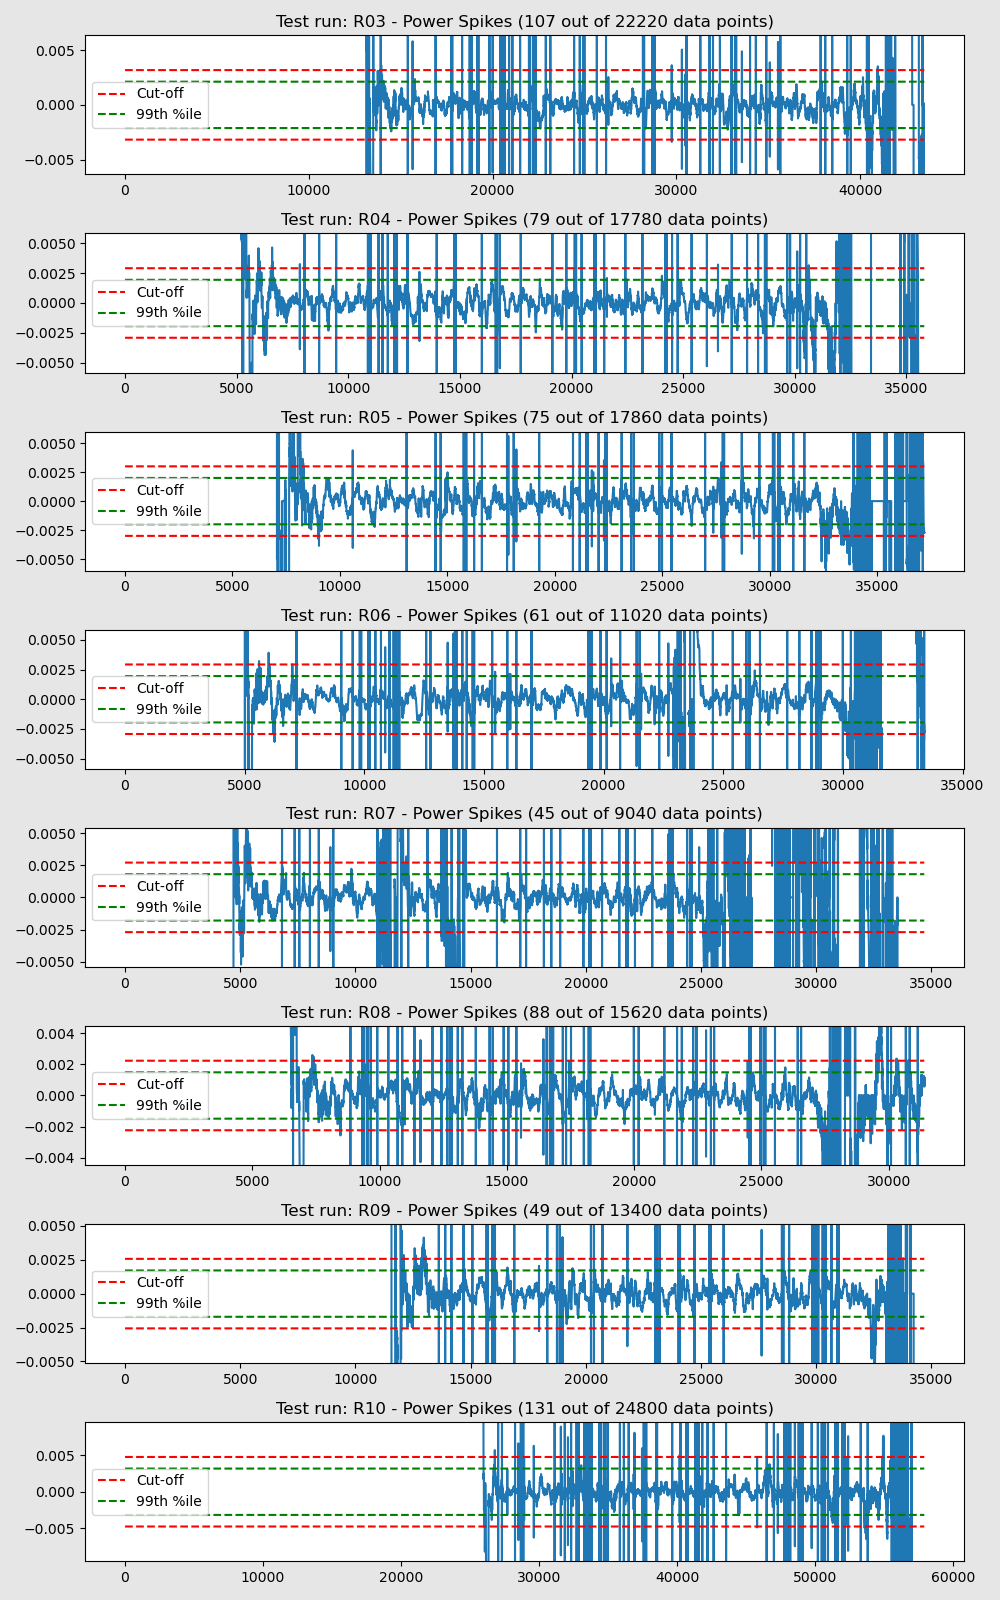 Test run: R03 - Power Spikes (107 out of 22220 data points)
0.005
0.000
−0.005
Cut-off
99th %ile
0 10000 20000 30000 40000
Test run: R04 - Power Spikes (79 out of 17780 data points)
0.0050
0.0025
0.0000
−0.0025
−0.0050
Cut-off
99th %ile
0 5000 10000 15000 20000 25000 30000 35000
Test run: R05 - Power Spikes (75 out of 17860 data points)
0.0050
0.0025
0.0000
−0.0025
−0.0050
Cut-off
99th %ile
0 5000 10000 15000 20000 25000 30000 35000
Test run: R06 - Power Spikes (61 out of 11020 data points)
0.0050
0.0025
0.0000
−0.0025
−0.0050
Cut-off
99th %ile
0 5000 10000 15000 20000 25000 30000 35000
Test run: R07 - Power Spikes (45 out of 9040 data points)
0.0050
0.0025
0.0000
−0.0025
−0.0050
Cut-off
99th %ile
0 5000 10000 15000 20000 25000 30000 35000
Test run: R08 - Power Spikes (88 out of 15620 data points)
0.004
0.002
0.000
−0.002
−0.004
Cut-off
99th %ile
0 5000 10000 15000 20000 25000 30000
Test run: R09 - Power Spikes (49 out of 13400 data points)
0.0050
0.0025
0.0000
−0.0025
−0.0050
Cut-off
99th %ile
0 5000 10000 15000 20000 25000 30000 35000
Test run: R10 - Power Spikes (131 out of 24800 data points)
0.005
0.000
−0.005
Cut-off
99th %ile
0 10000 20000 30000 40000 50000 60000